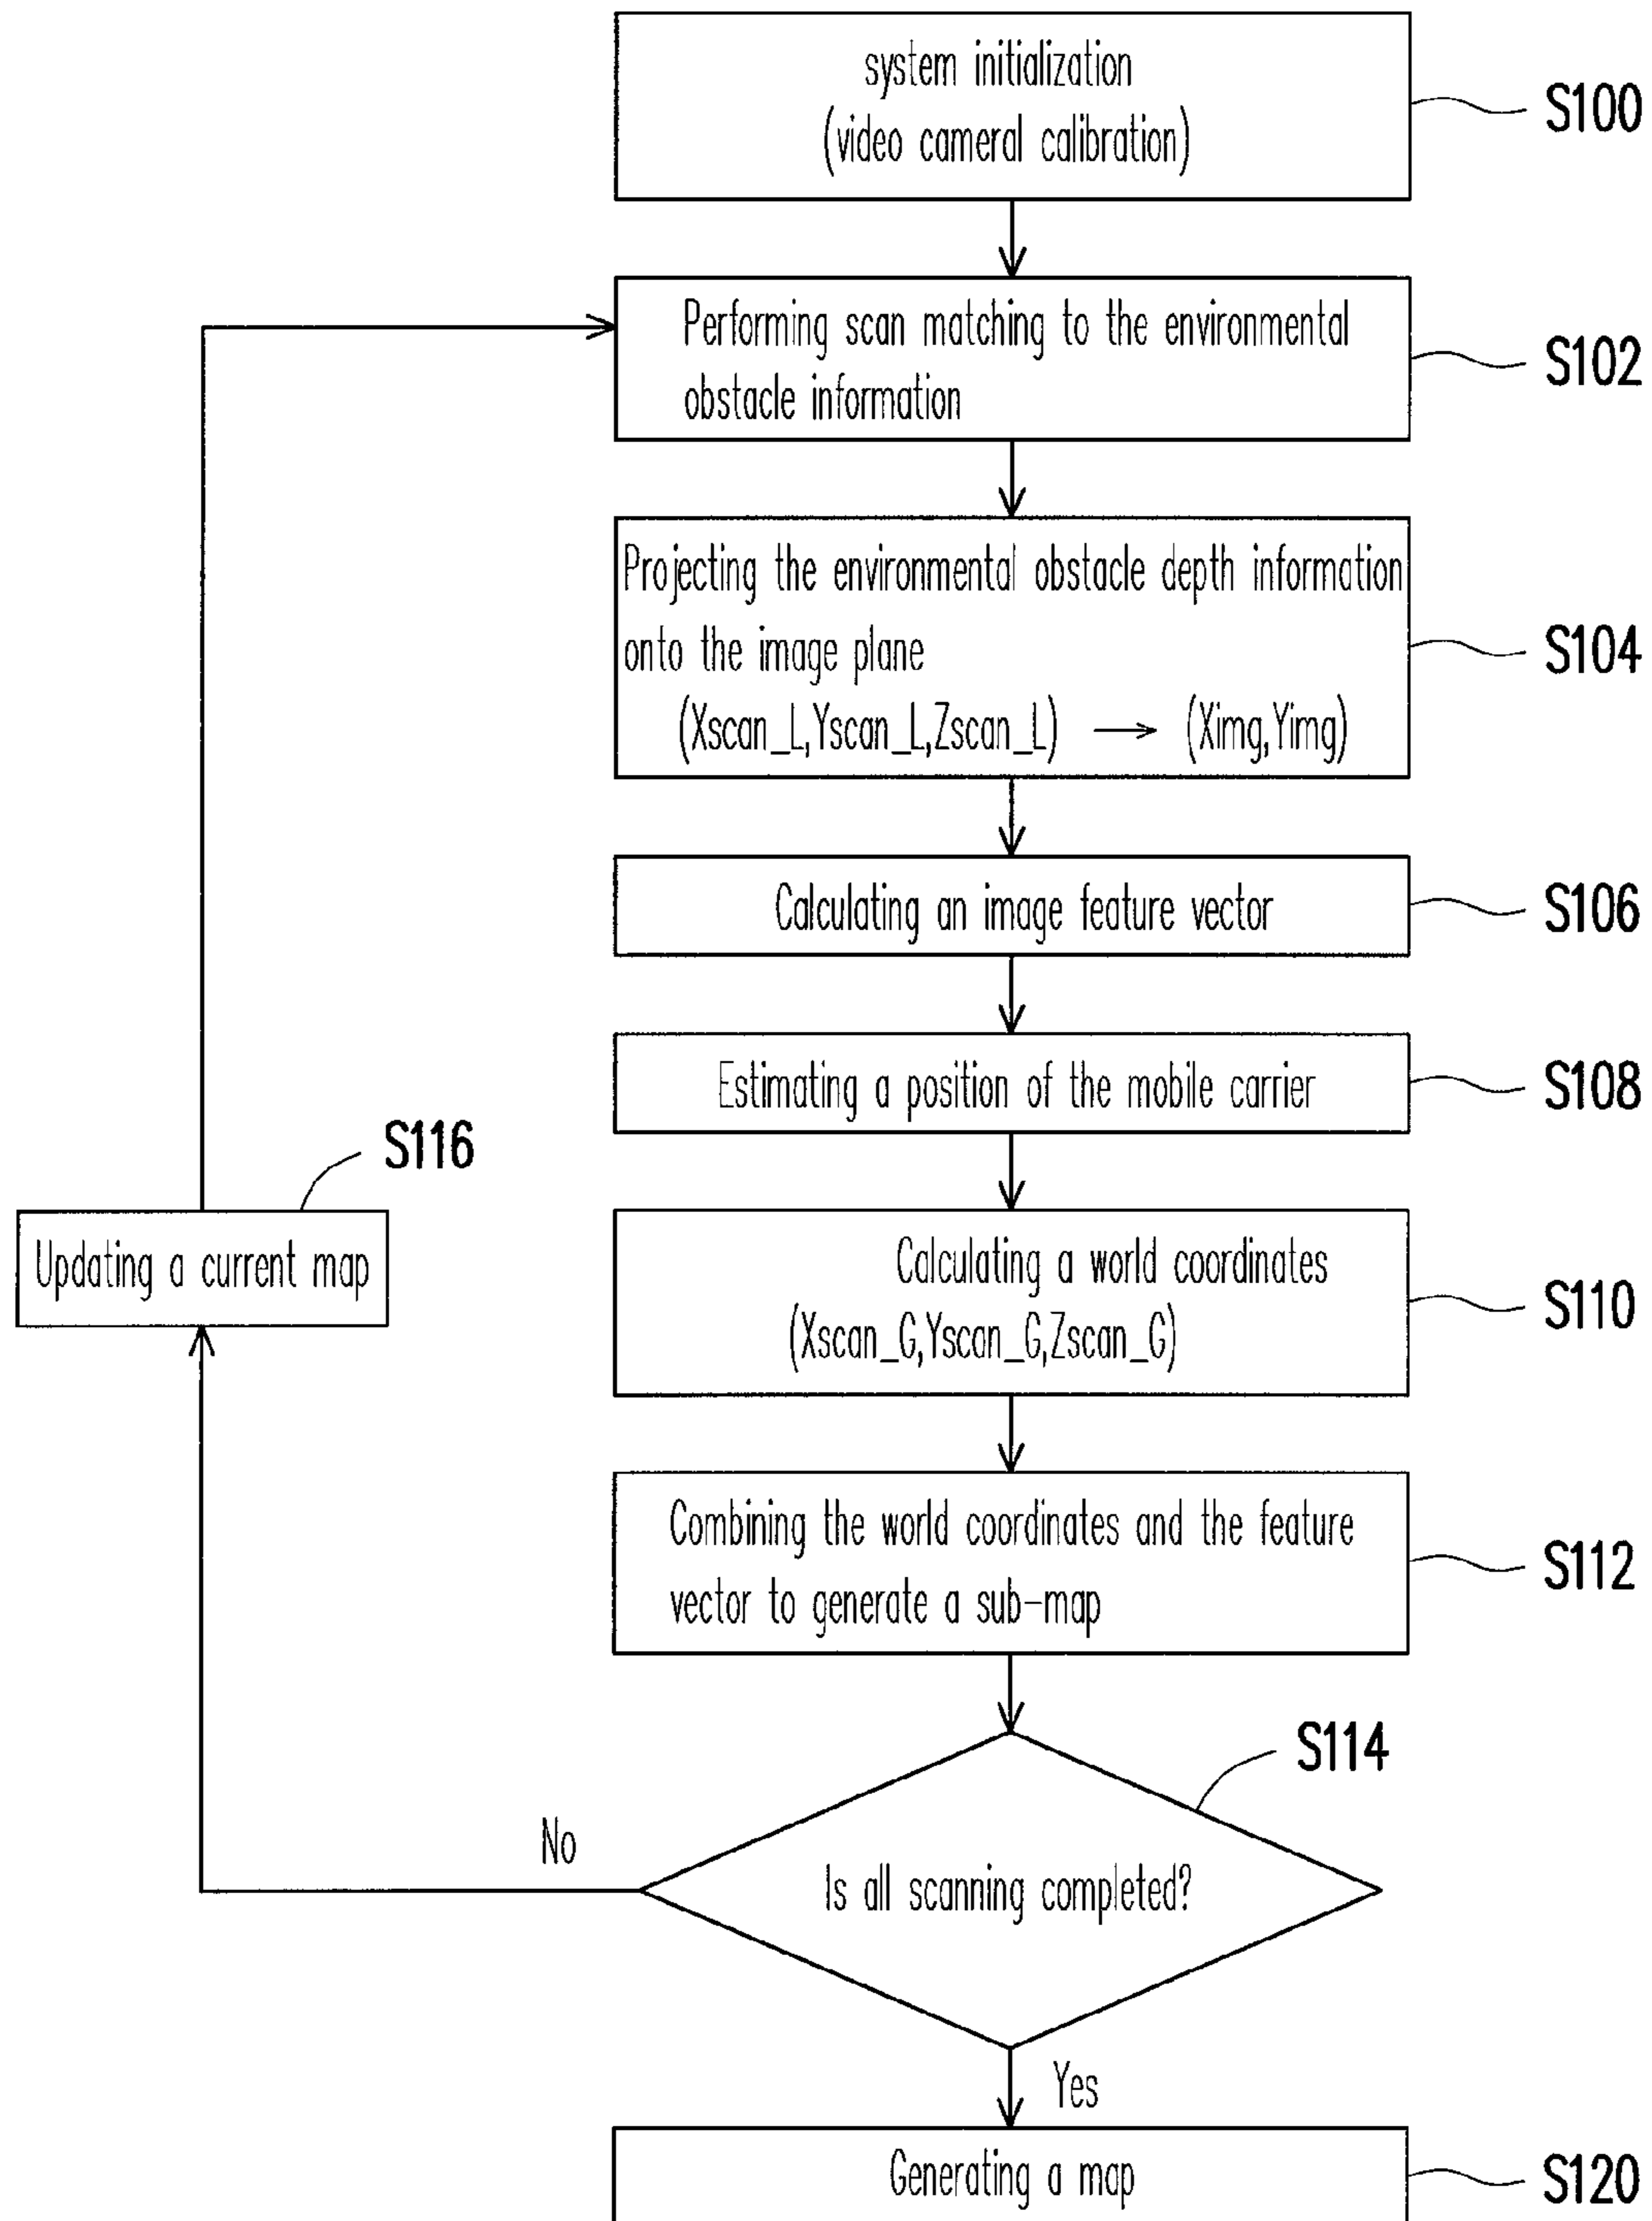 system initialization
(video cameral calibration)
S100
Performing scan matching to the environmental
obstacle information
S102
Projecting the environmental obstacle depth information
onto the image plane
(Xscan_L,Yscan_L,Zscan_L) → (Ximg,Yimg)
S104
Calculating an image feature vector
S106
Estimating a position of the mobile carrier
S108
S116
Updating a current map
Calculating a world coordinates
(Xscan_G,Yscan_G,Zscan_G)
S110
Combining the world coordinates and the feature
vector to generate a sub-map
S112
S114
No
Is all scanning completed?
Yes
Generating a map
S120